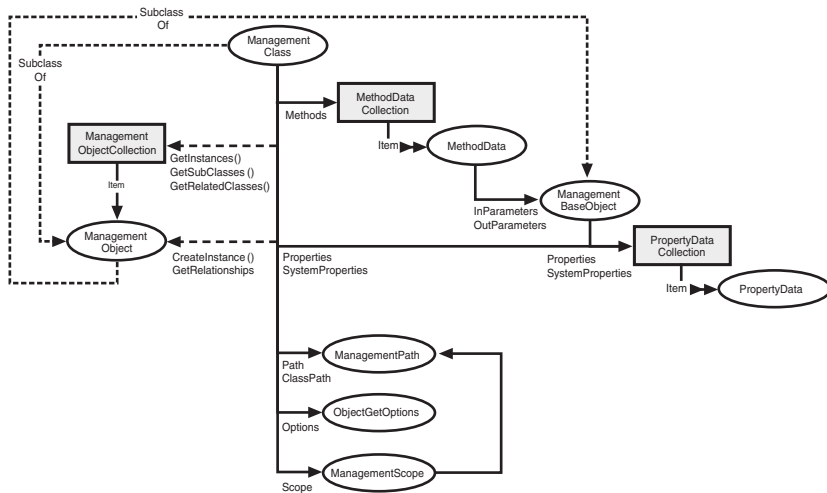 Subclass
Of
Management
Class
Subclass
Of
MethodData
Collection
Methods
Management
ObjectCollection
GetInstances()
GetSubClasses()
GetRelatedClasses()
Item
MethodData
Item
Management
BaseObject
InParameters
OutParameters
Management
Object
CreateInstance()
GetRelationships
Properties
SystemProperties
PropertyData
Collection
Properties
SystemProperties
Item
PropertyData
ManagementPath
Path
ClassPath
ObjectGetOptions
Options
ManagementScope
Scope